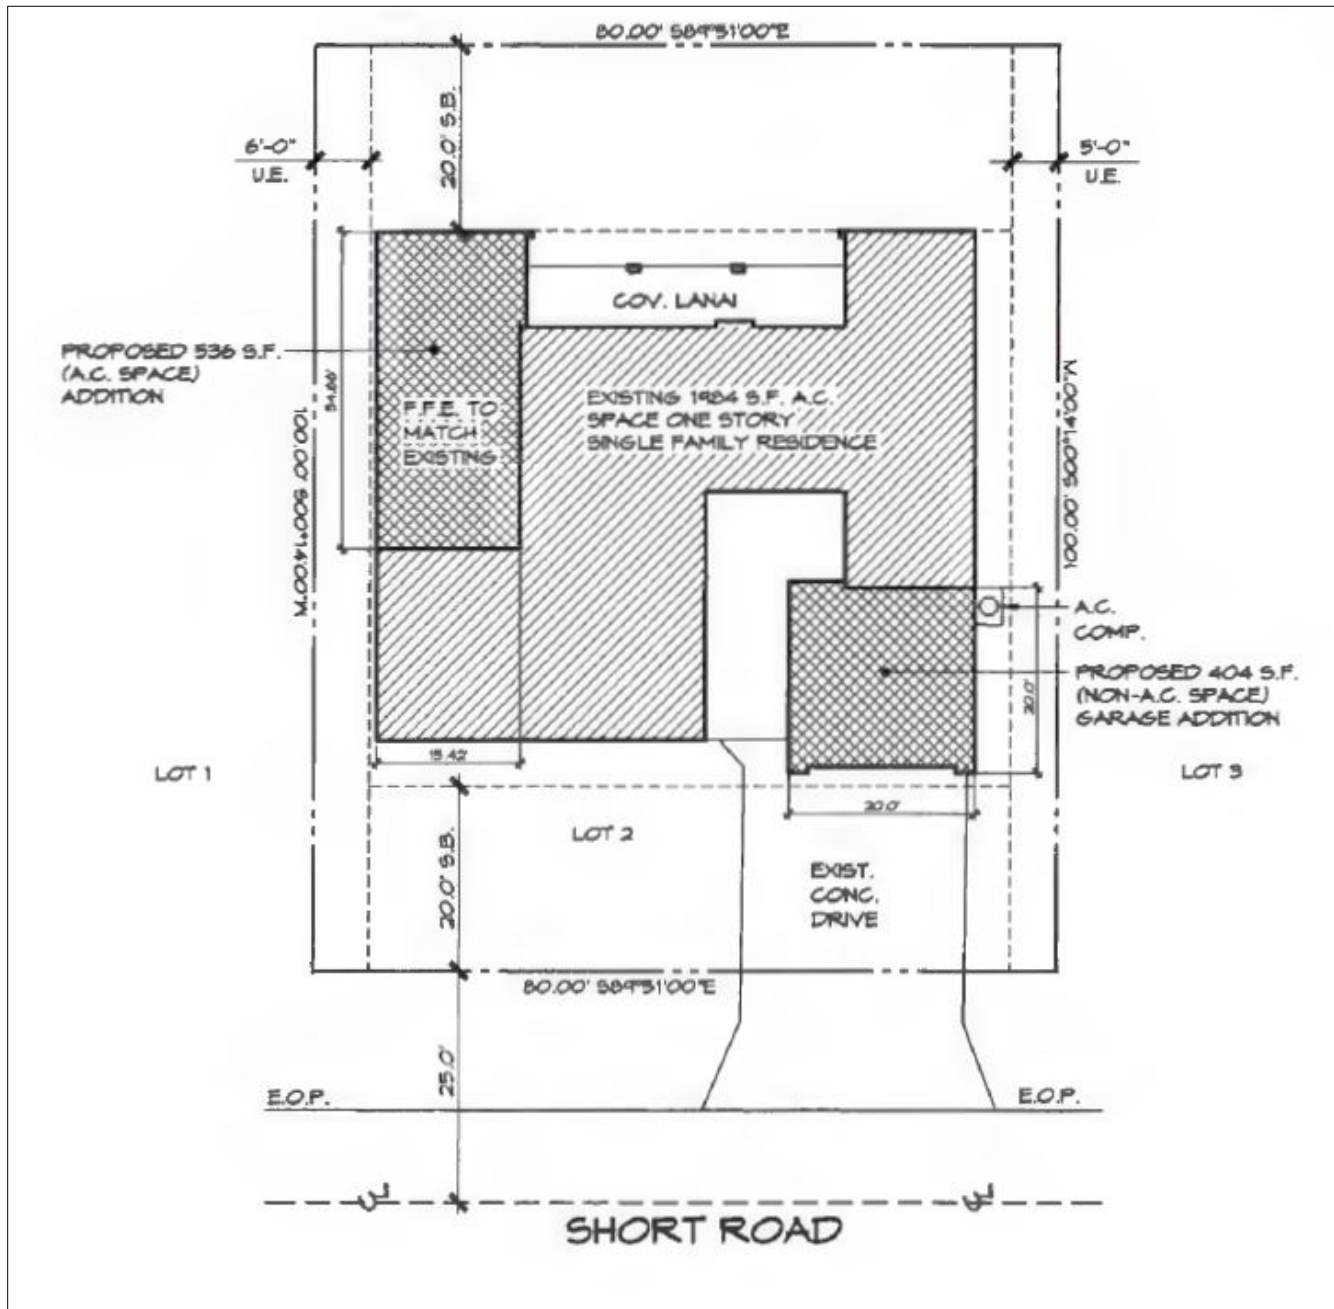 80.00' S89°51'00"E
20.0' S.B.
6'-0"
U.E.
5'-0"
U.E.
COV. LANAI
PROPOSED 536 S.F.
(A.C. SPACE)
ADDITION
34.66'
F.F.E. TO
MATCH
EXISTING
EXISTING 1984 S.F. A.C.
SPACE ONE STORY
SINGLE FAMILY RESIDENCE
100.00' S00°14'00"W
100.00' S00°14'00"W
A.C.
COMP.
PROPOSED 404 S.F.
(NON-A.C. SPACE)
GARAGE ADDITION
20.0'
15.42'
LOT 1
LOT 3
20.0'
LOT 2
20.0' S.B.
EXIST.
CONC.
DRIVE
80.00' S89°51'00"E
25.0'
E.O.P.
E.O.P.
SHORT ROAD